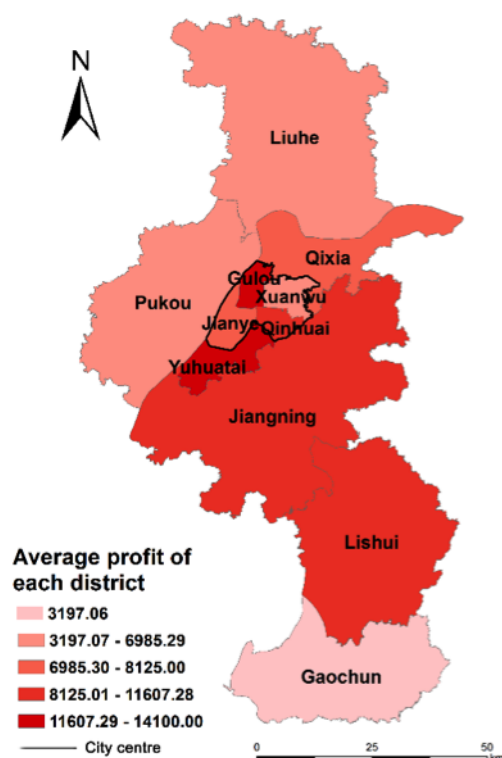 N
Liuhe
Qixia
Gulou
Xuanwu
Pukou
Jianye
Qinhuai
Yuhuatai
Jiangning
Lishui
Gaochun
Average profit of
each district
3197.06
3197.07 - 6985.29
6985.30 - 8125.00
8125.01 - 11607.28
11607.29 - 14100.00
City centre
0 25 50